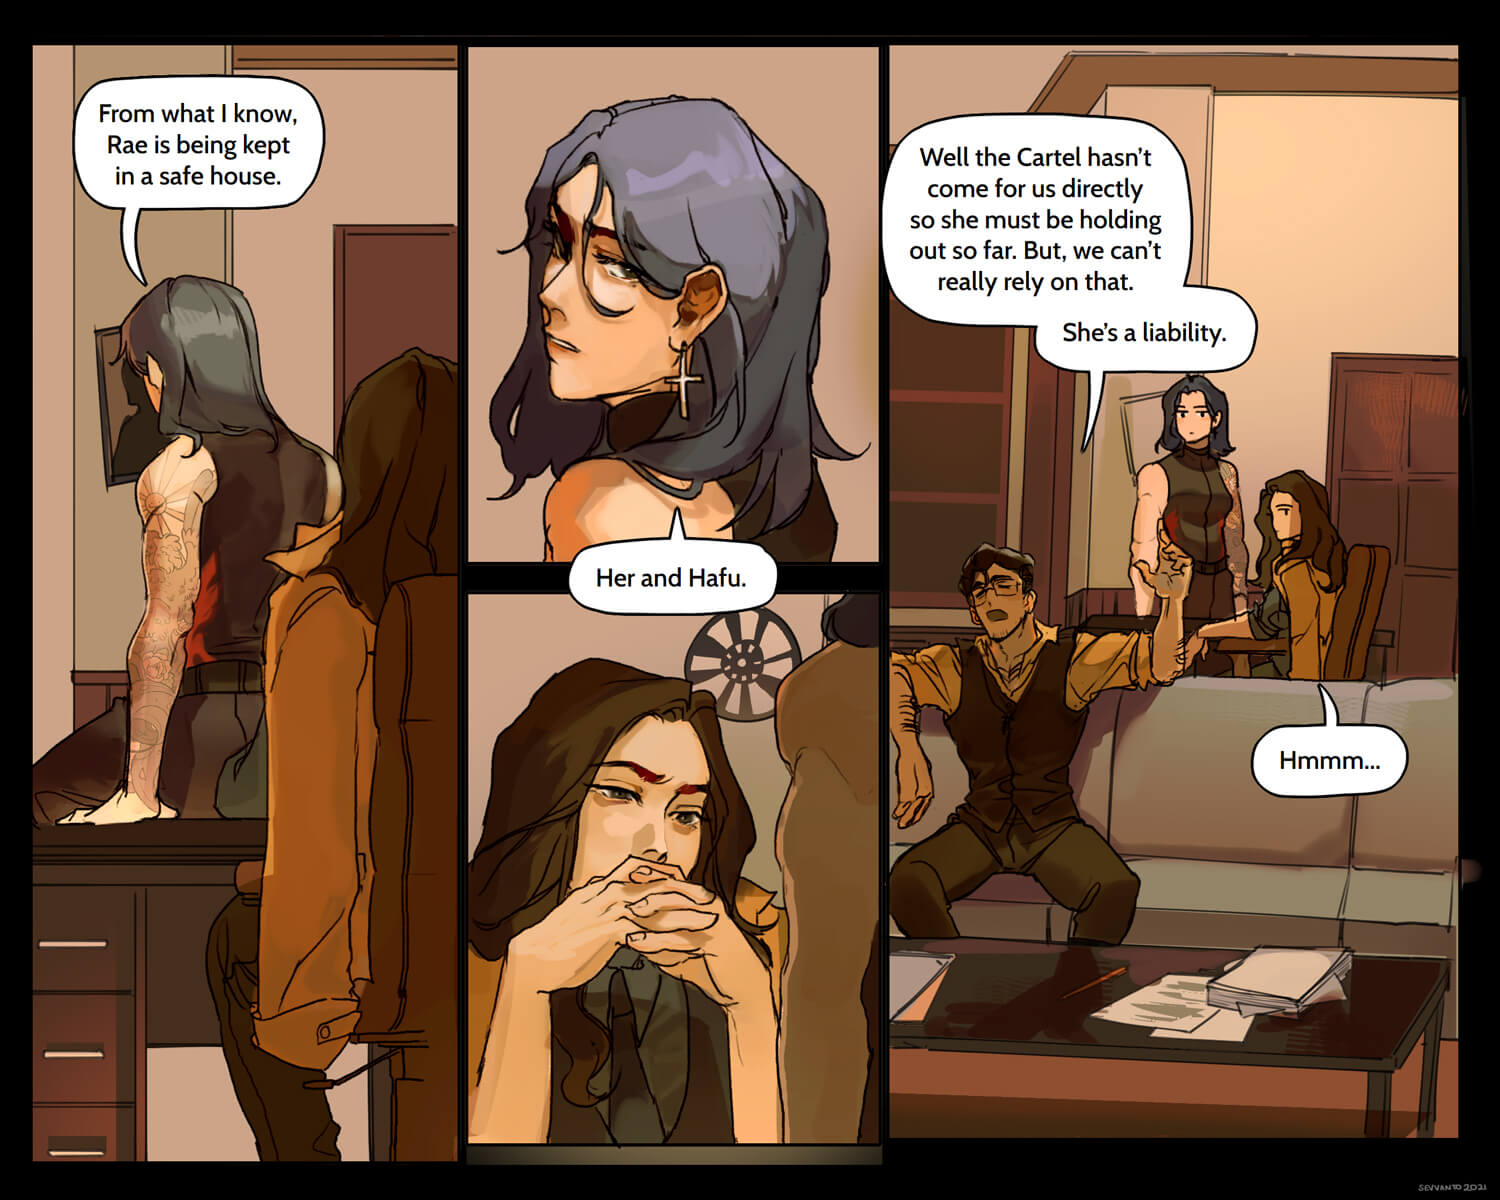 From what I know,
Rae is being kept
in a safe house.
Her and Hafu.
Well the Cartel hasn't
come for us directly
so she must be holding
out so far. But, we can't
really rely on that.
She's a liability.
Hmmm...
SEVVANTO 2021